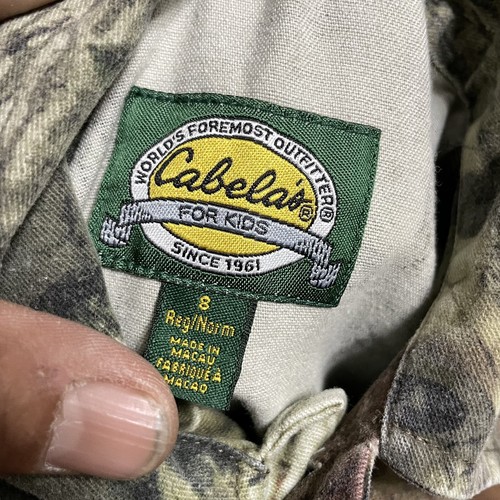 WORLD'S FOREMOST OUTFITTER®
Cabela's®
FOR KIDS
SINCE 1961
8
Reg/Norm
MADE IN
MACAU
FABRIQUÉ A
MACAO